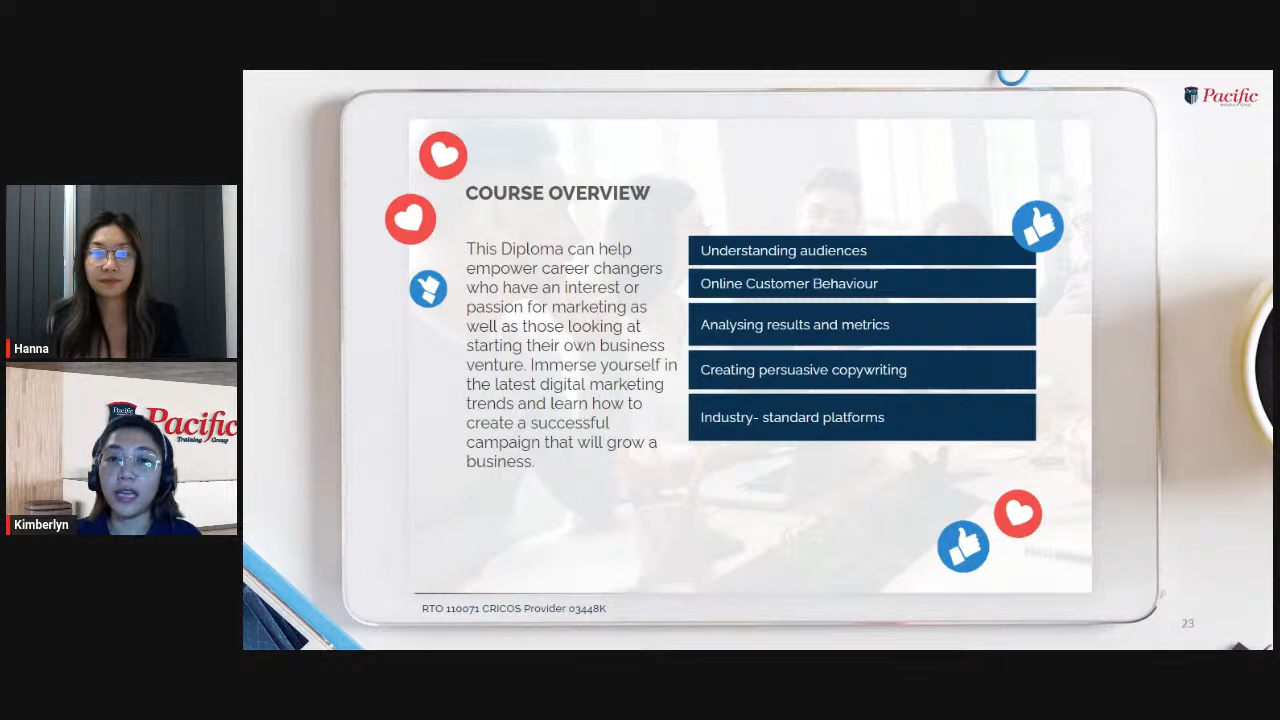 Pacific
COURSE OVERVIEW
This Diploma can help
empower career changers
who have an interest or
passion for marketing as
well as those looking at
starting their own business
venture. Immerse yourself in
the latest digital marketing
trends and learn how to
create a successful
campaign that will grow a
business.
Understanding audiences
Online Customer Behaviour
Analysing results and metrics
Creating persuasive copywriting
Industry- standard platforms
RTO 110071 CRICOS Provider 03448K
23
Hanna
Pacific
Pacific
Training Group
Kimberlyn